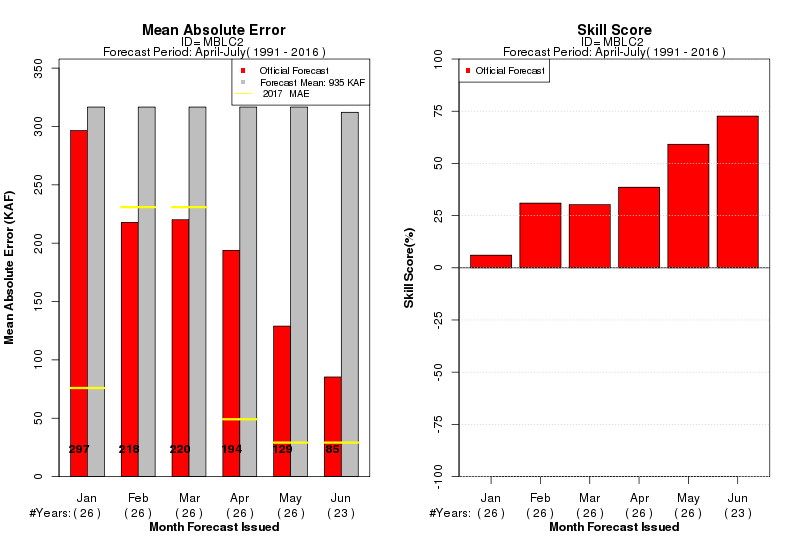 Mean Absolute Error
ID= MBLC2
Forecast Period: April-July( 1991 - 2016 )
Official Forecast
Forecast Mean: 935 KAF
2017 MAE
Mean Absolute Error (KAF)
350
300
250
200
150
100
50
0
297 218 220 194 129 85
Jan Feb Mar Apr May Jun
#Years: ( 26 ) ( 26 ) ( 26 ) ( 26 ) ( 26 ) ( 23 )
Month Forecast Issued
Skill Score
ID= MBLC2
Forecast Period: April-July( 1991 - 2016 )
Official Forecast
Skill Score(%)
100
75
50
25
0
-25
-50
-75
-100
Jan Feb Mar Apr May Jun
#Years: ( 26 ) ( 26 ) ( 26 ) ( 26 ) ( 26 ) ( 23 )
Month Forecast Issued